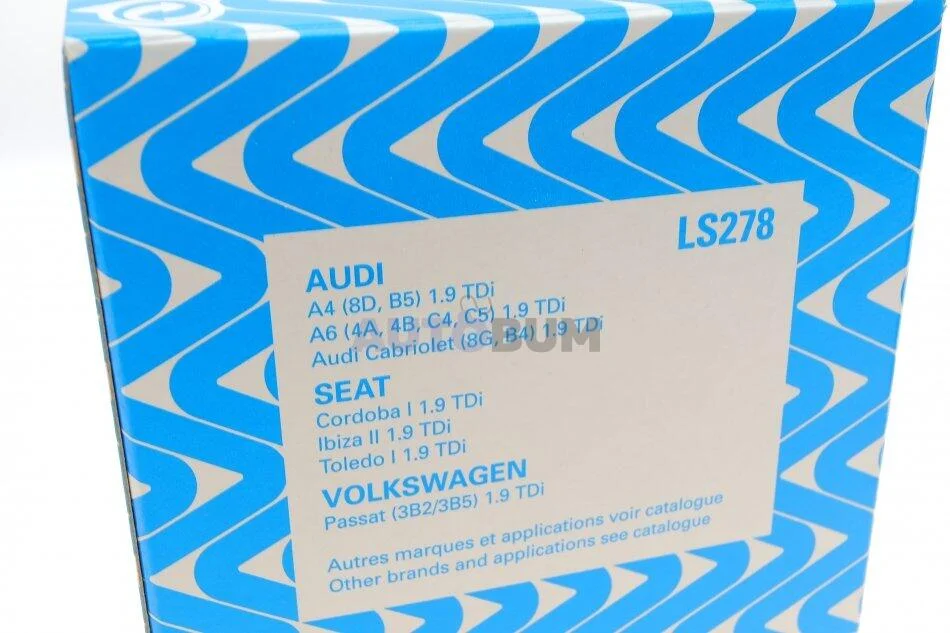 LS278
AUDI
A4 (8D, B5) 1.9 TDi
A6 (4A, 4B, C4, C5) 1.9 TDi
Audi Cabriolet (8G, B4) 1.9 TDi
AUTOBUM
SEAT
Cordoba I 1.9 TDi
Ibiza II 1.9 TDi
Toledo I 1.9 TDi
VOLKSWAGEN
Passat (3B2/3B5) 1.9 TDi
Autres marques et applications voir catalogue
Other brands and applications see catalogue